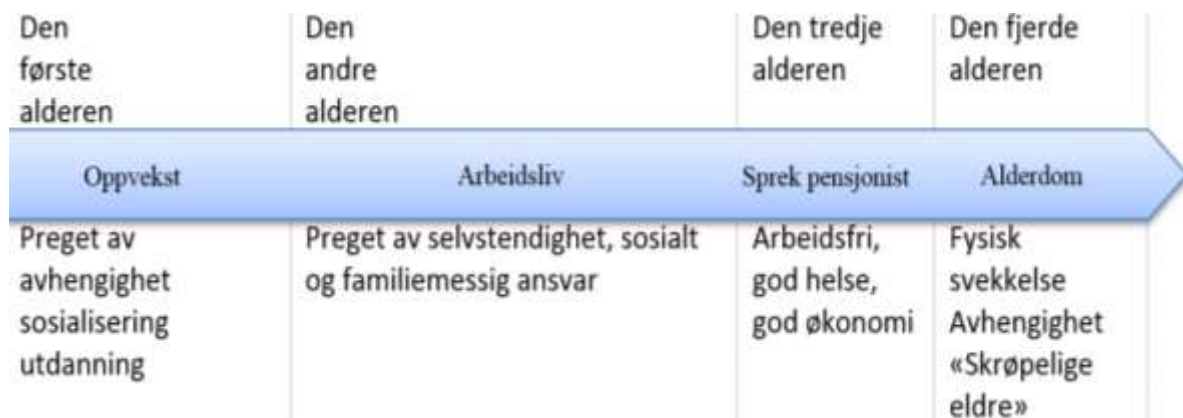 Den
første
alderen
Den
andre
alderen
Den tredje
alderen
Den fjerde
alderen
Oppvekst
Arbeidsliv
Sprek pensjonist
Alderdom
Preget av
avhengighet
sosialisering
utdanning
Preget av selvstendighet, sosialt
og familiemessig ansvar
Arbeidsfri,
god helse,
god økonomi
Fysisk
svekkelse
Avhengighet
«Skrøpelige
eldre»